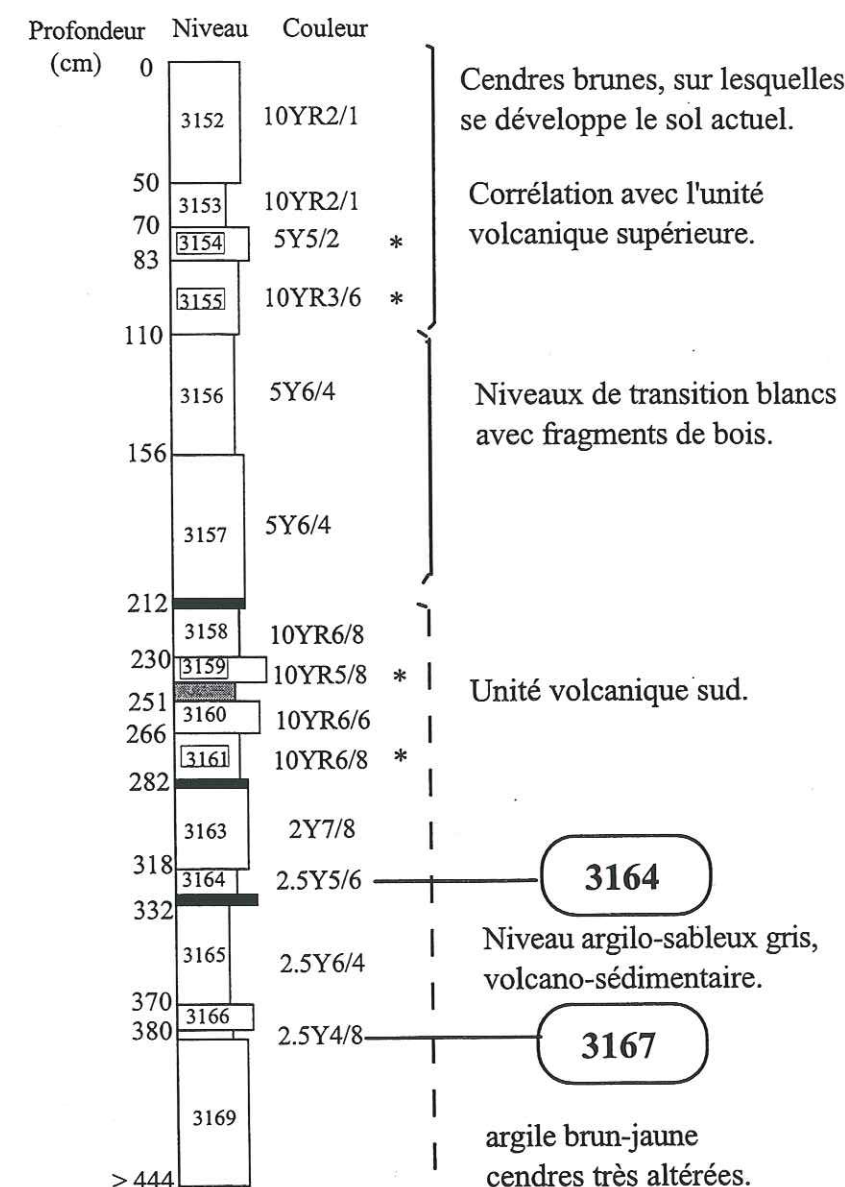 Profondeur Niveau Couleur
(cm)
0
3152 10YR2/1
Cendres brunes, sur lesquelles
se développe le sol actuel.
50
3153 10YR2/1
Corrélation avec l'unité
volcanique supérieure.
70
3154 5Y5/2 *
83
3155 10YR3/6 *
110
3156 5Y6/4
Niveaux de transition blancs
avec fragments de bois.
156
3157 5Y6/4
212
3158 10YR6/8
230
3159 10YR5/8 *
Unité volcanique sud.
251
3160 10YR6/6
266
3161 10YR6/8 *
282
3163 2Y7/8
318
3164 2.5Y5/6 3164
332
Niveau argilo-sableux gris,
volcano-sédimentaire.
3165 2.5Y6/4
370
3166
380
2.5Y4/8 3167
3169
argile brun-jaune
cendres très altérées.
> 444